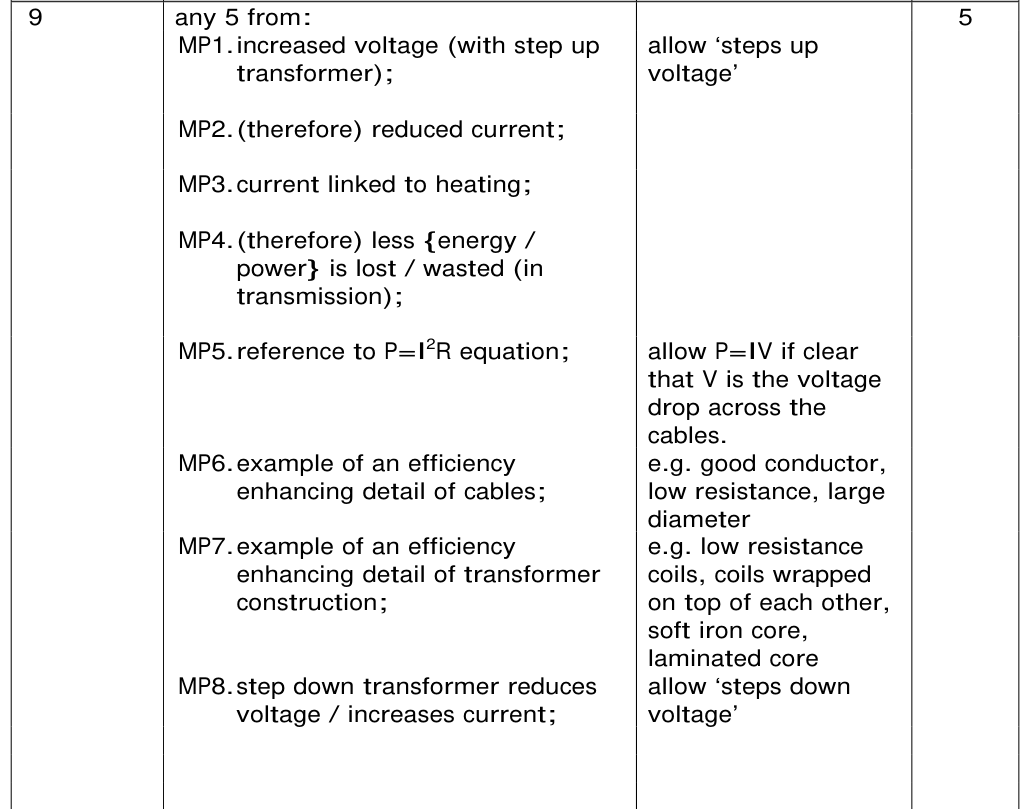 9 any 5 from: 5
MP1. increased voltage (with step up allow ‘steps up
transformer); voltage’
MP2. (therefore) reduced current;
MP3. current linked to heating;
MP4. (therefore) less {energy /
power} is lost / wasted (in
transmission);
MP5. reference to P=I²R equation; allow P=IV if clear
that V is the voltage
drop across the
cables.
MP6. example of an efficiency e.g. good conductor,
enhancing detail of cables; low resistance, large
diameter
MP7. example of an efficiency e.g. low resistance
enhancing detail of transformer coils, coils wrapped
construction; on top of each other,
soft iron core,
laminated core
MP8. step down transformer reduces allow ‘steps down
voltage / increases current; voltage’